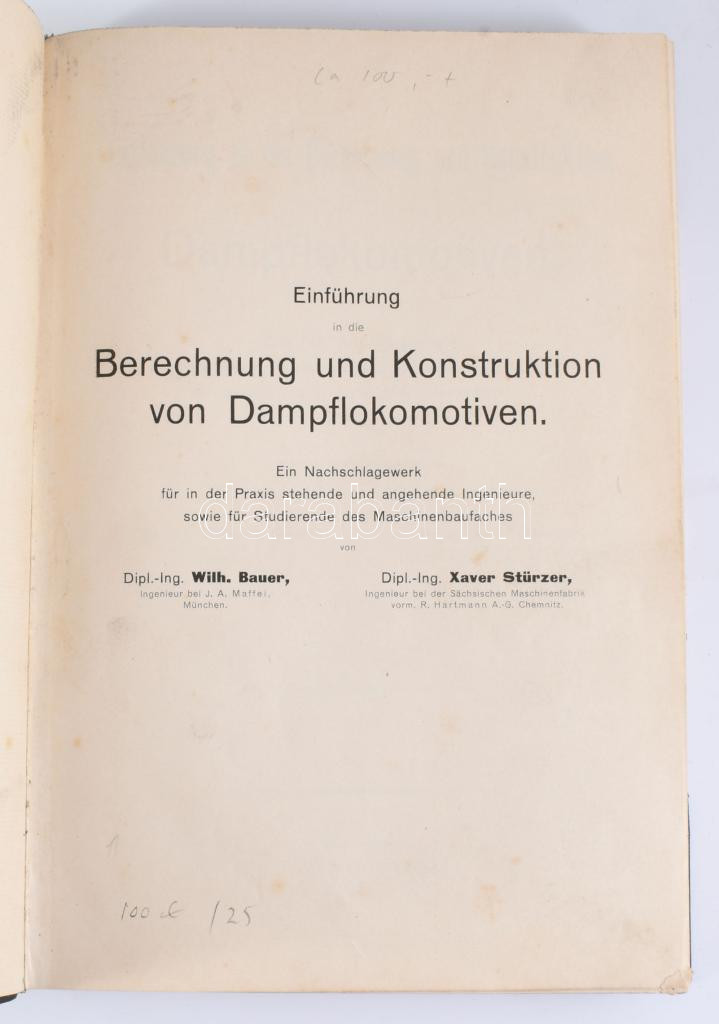 Ca 100,- +
Einführung
in die
Berechnung und Konstruktion
von Dampflokomotiven.
Ein Nachschlagewerk
für in der Praxis stehende und angehende Ingenieure,
darabanth
sowie für Studierende des Maschinenbaufaches
von
Dipl.-Ing. Wilh. Bauer,
Ingenieur bei J. A. Maffei,
München.
Dipl.-Ing. Xaver Stürzer,
Ingenieur bei der Sächsischen Maschinenfabrik
vorm. R. Hartmann A.-G. Chemnitz.
100 /25